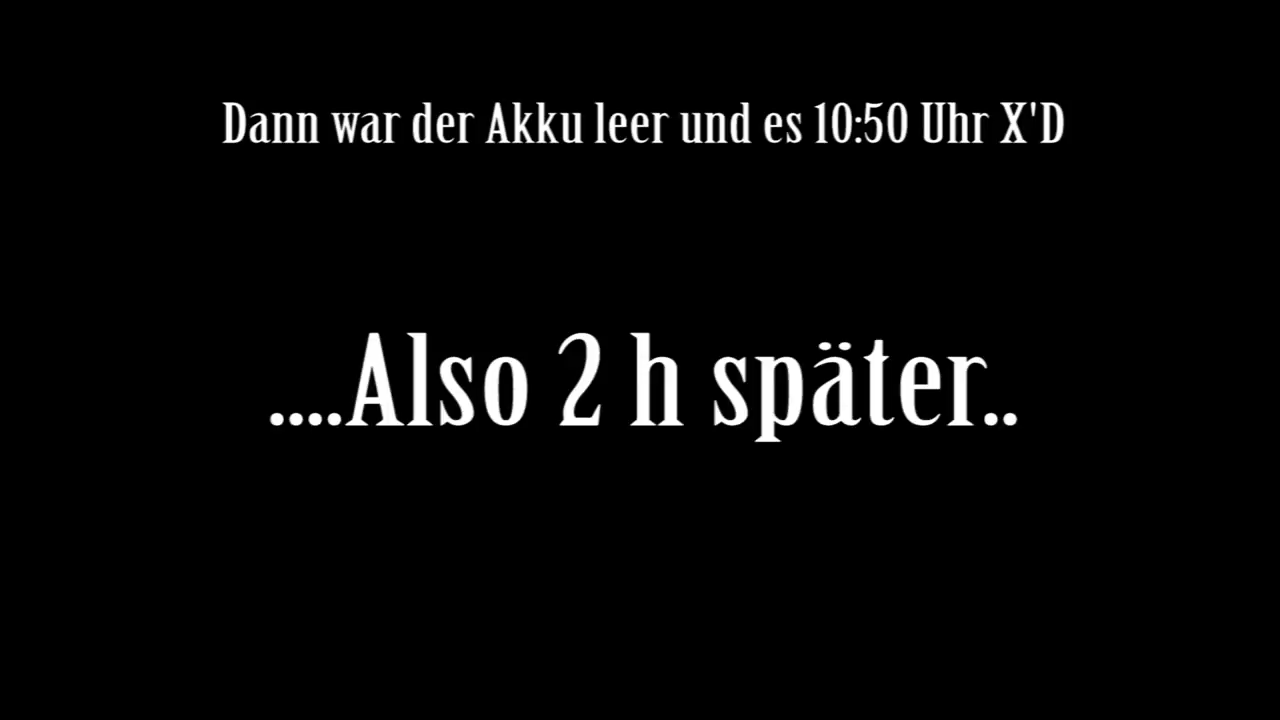 Dann war der Akku leer und es 10:50 Uhr X'D
....Also 2 h später..